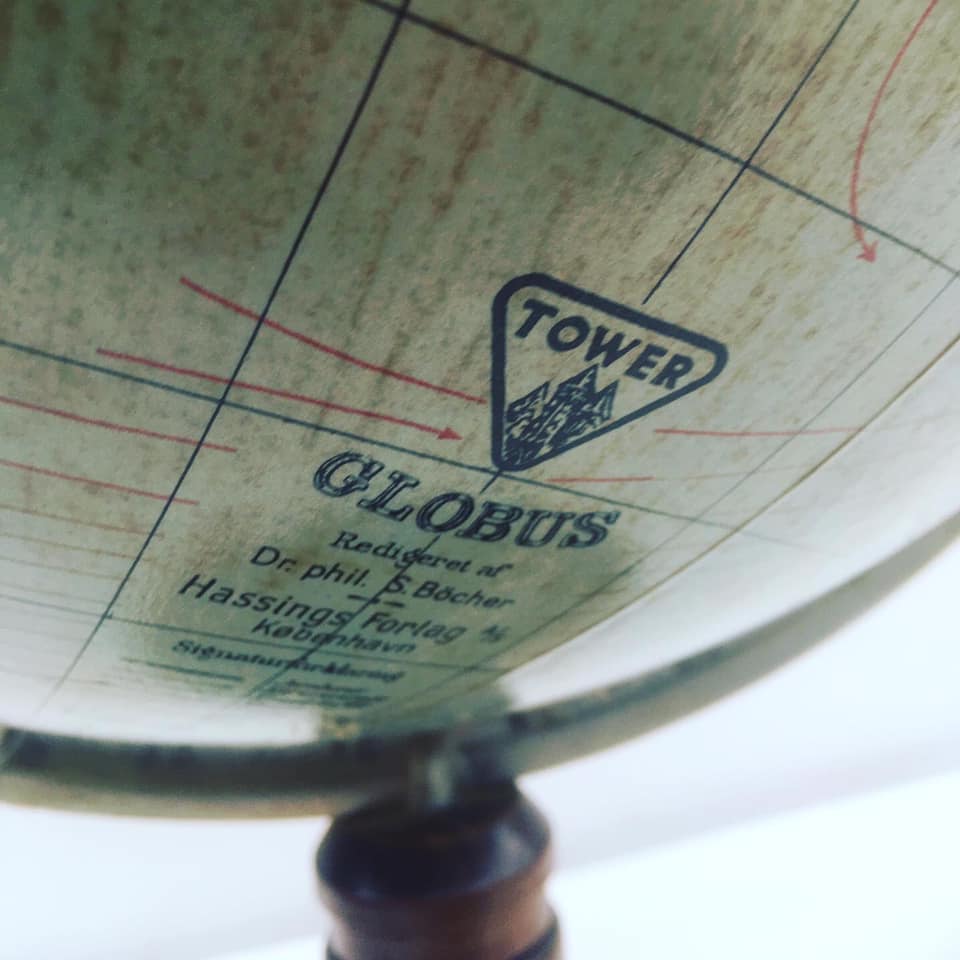 TOWER
GLOBUS
Redigeret af
Dr. phil. S. Böcher
Hassings Forlag A/S
København
Signaturforklaring